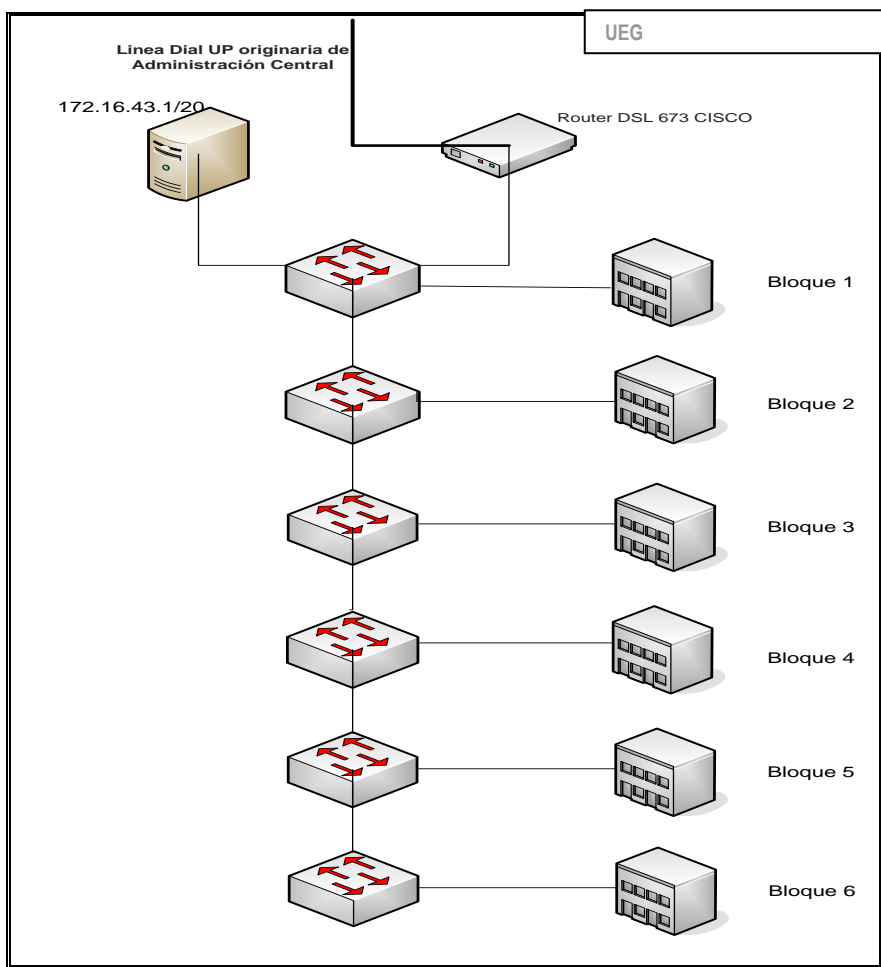 UEG
Linea Dial UP originaria de
Administración Central
172.16.43.1/20
Router DSL 673 CISCO
Bloque 1
Bloque 2
Bloque 3
Bloque 4
Bloque 5
Bloque 6